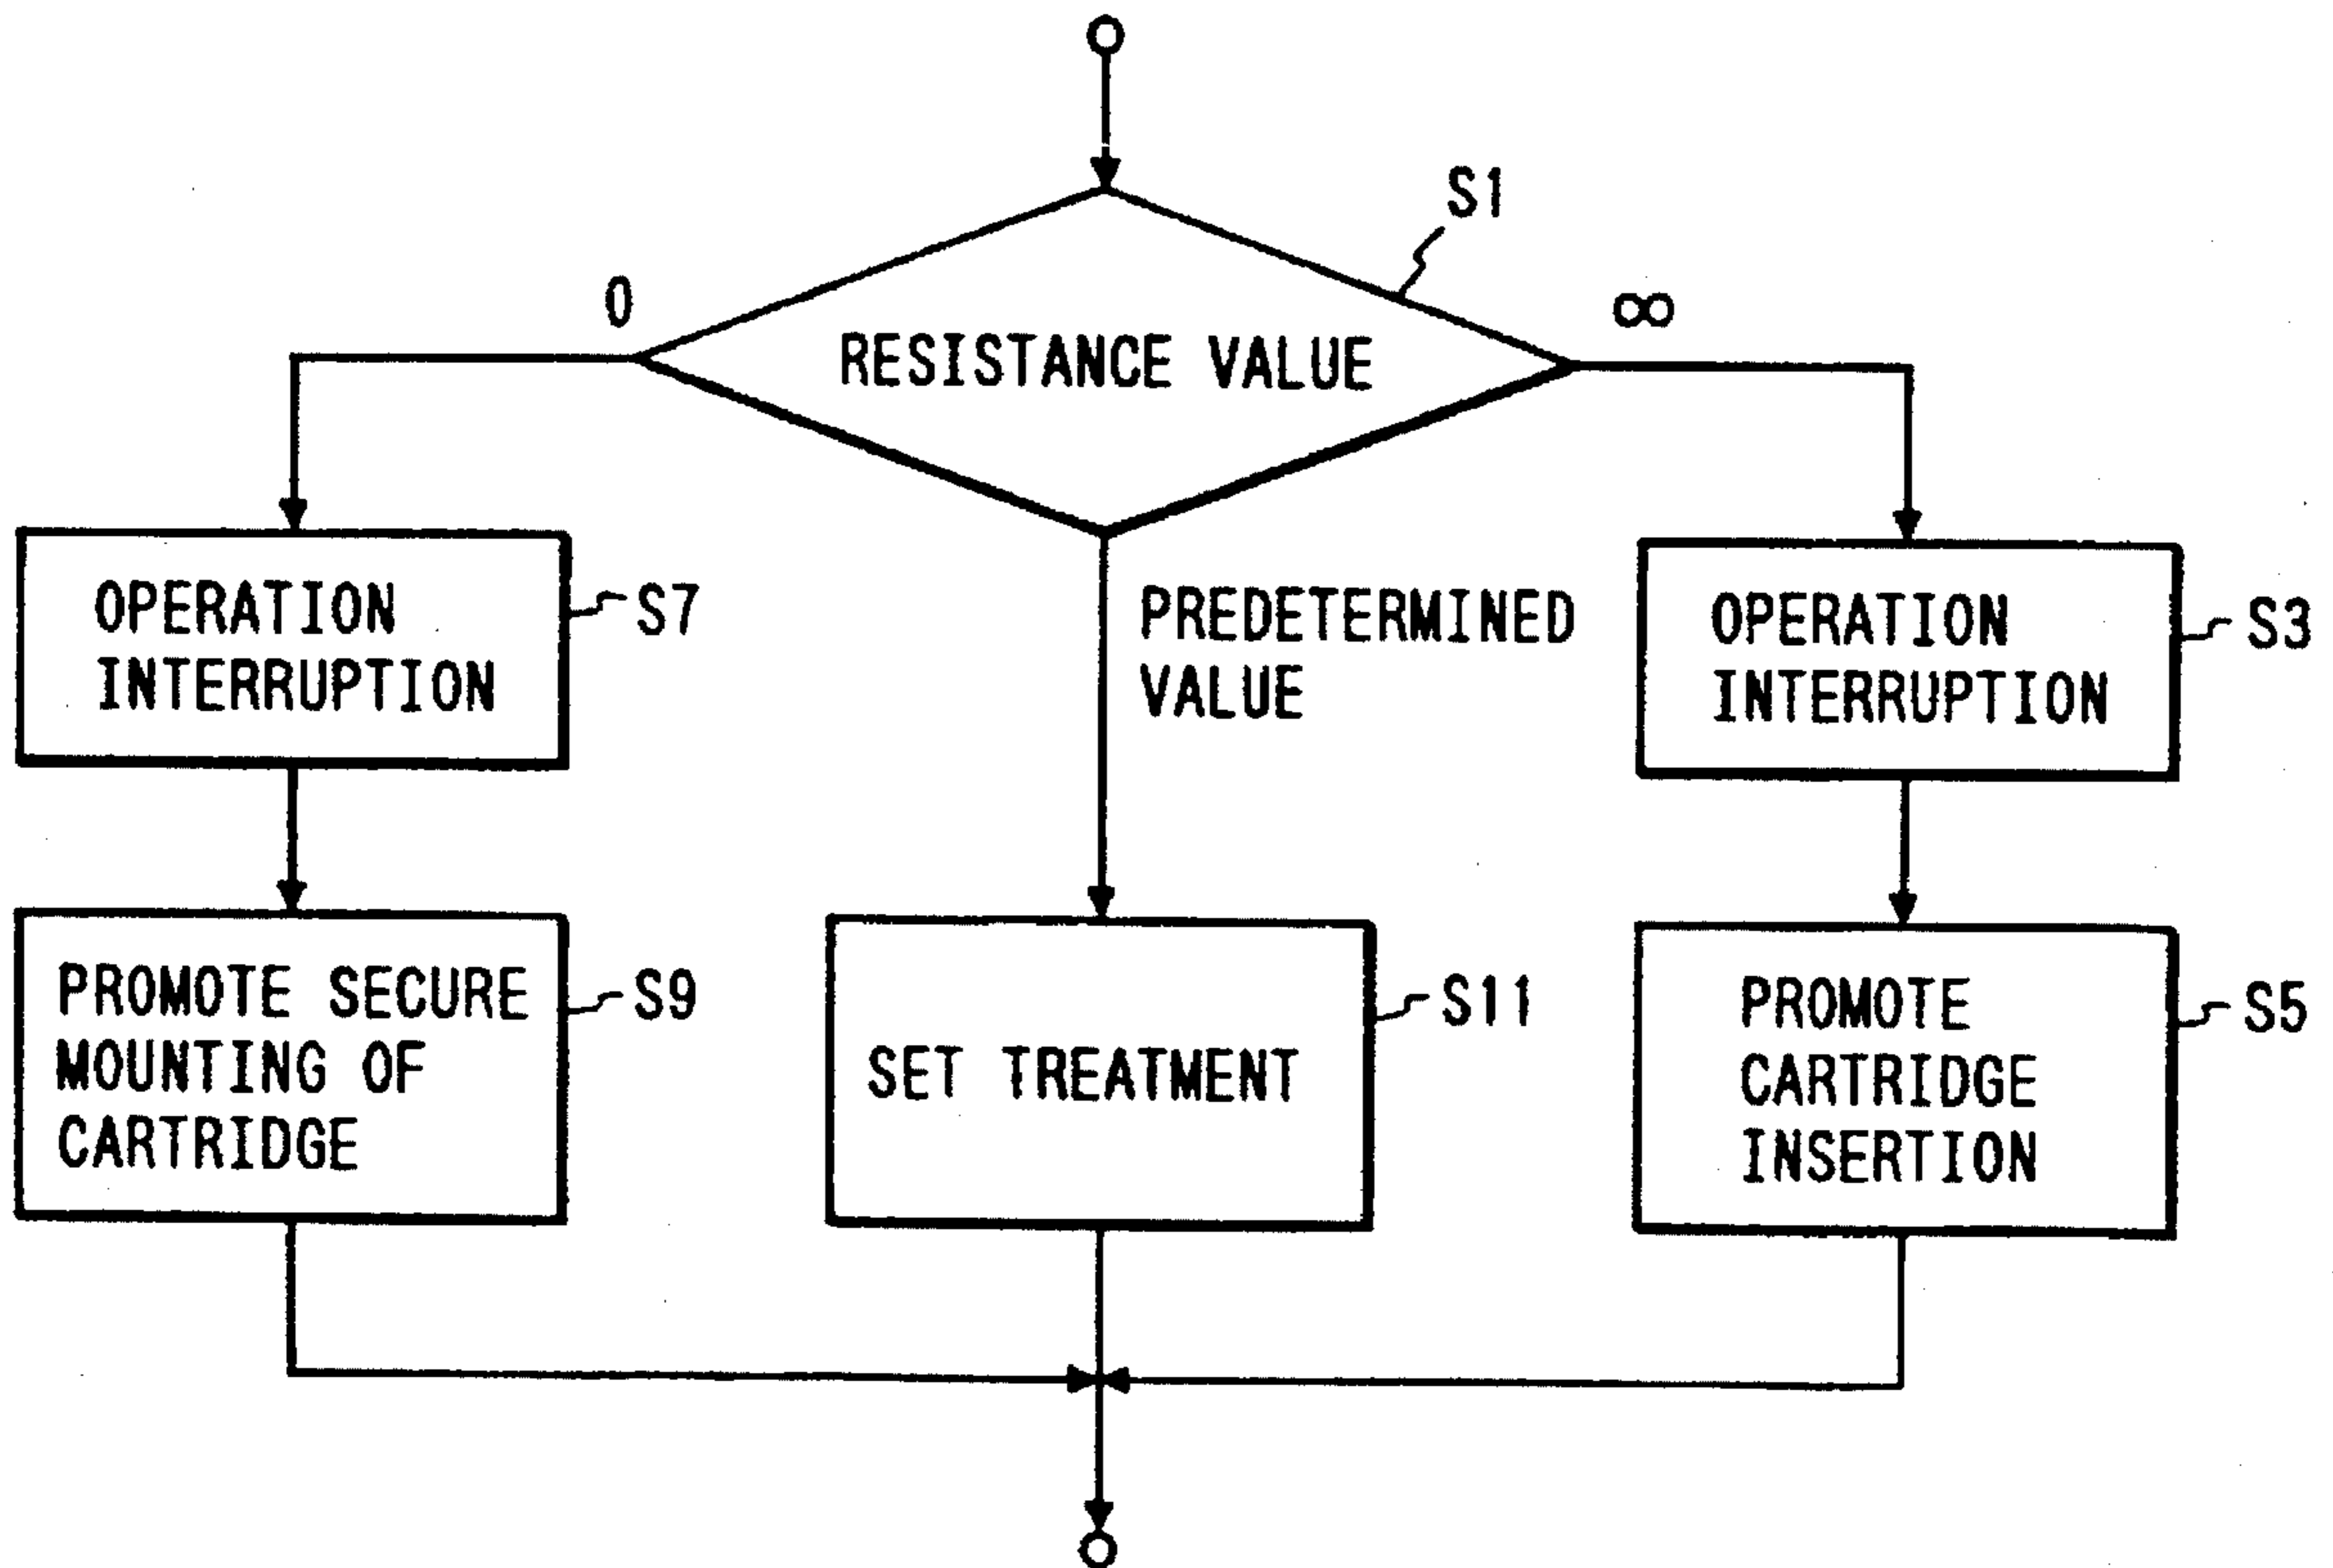 S1
0
∞
RESISTANCE VALUE
OPERATION
INTERRUPTION
S7
PREDETERMINED
VALUE
OPERATION
INTERRUPTION
S3
PROMOTE SECURE
MOUNTING OF
CARTRIDGE
S9
SET TREATMENT
S11
PROMOTE
CARTRIDGE
INSERTION
S5